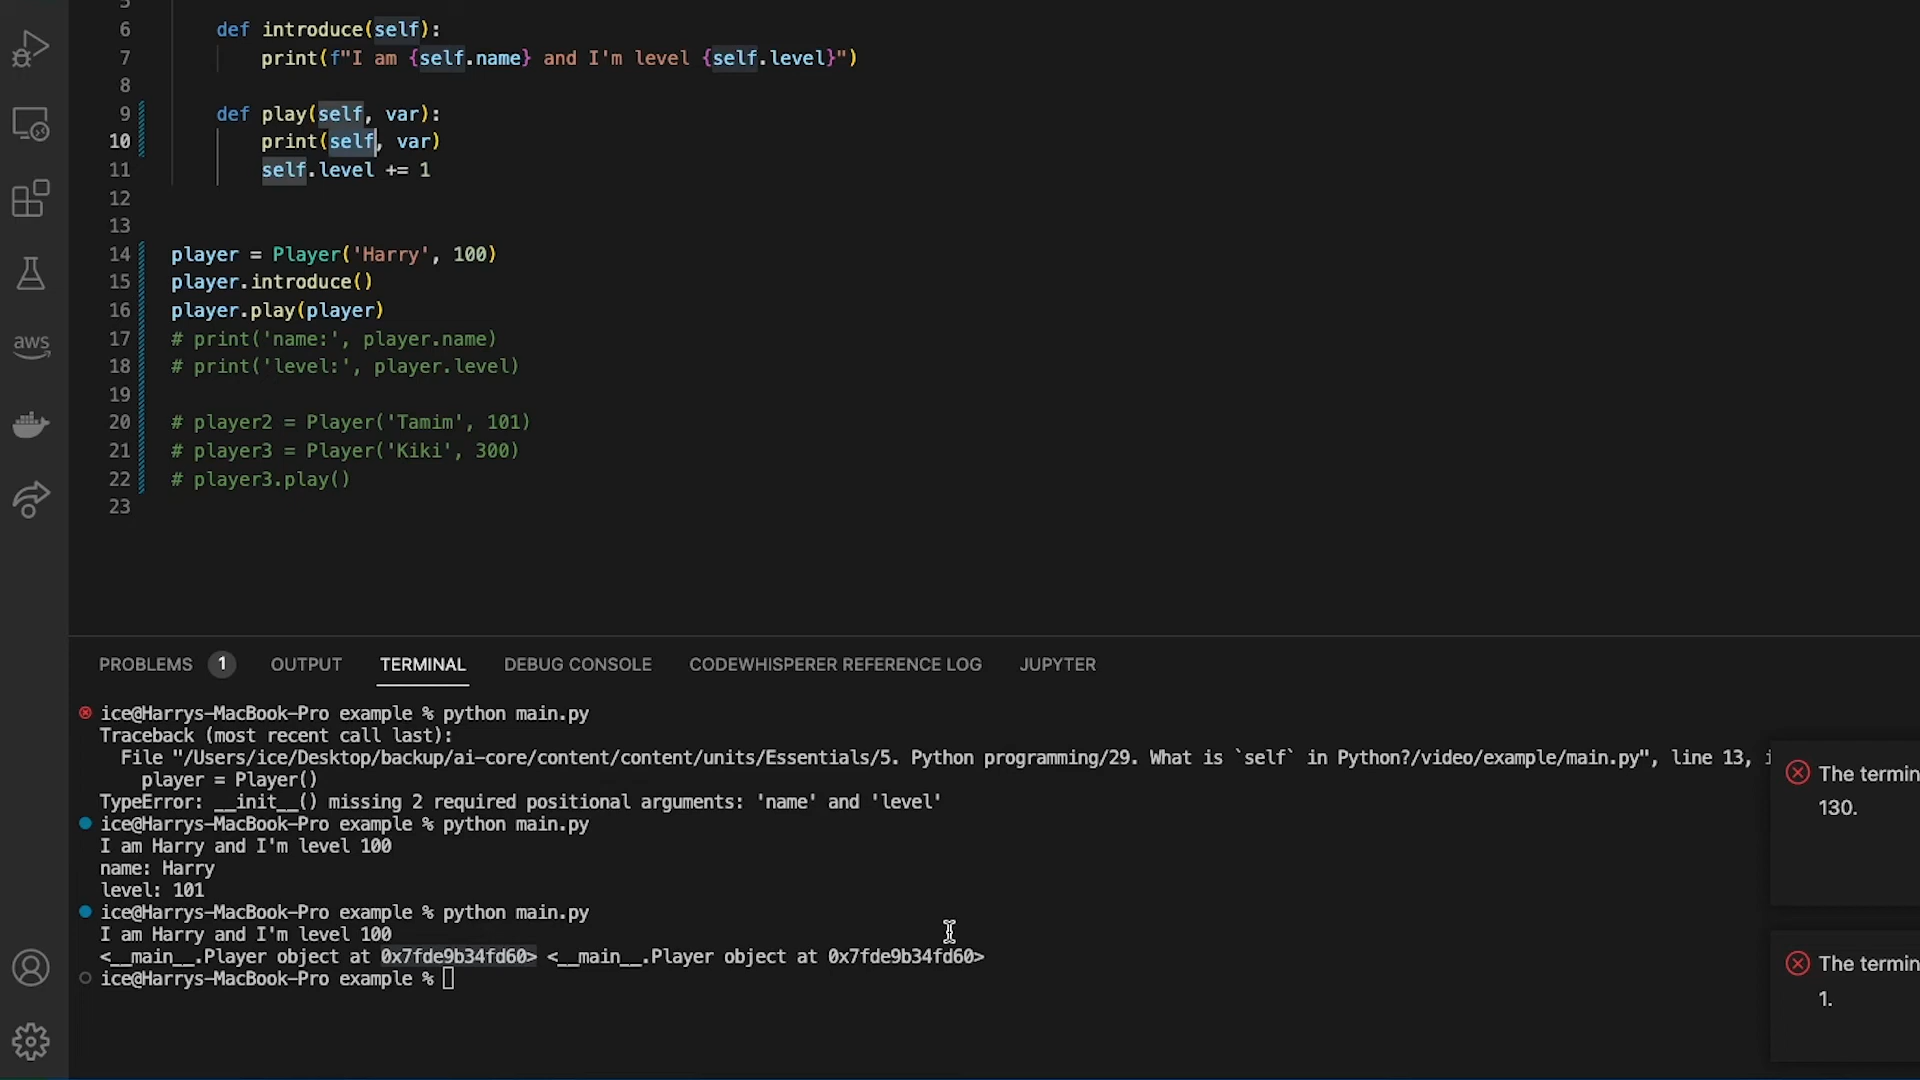 5
6 def introduce(self):
7 print(f"I am {self.name} and I'm level {self.level}")
8
9 def play(self, var):
10 print(self, var)
11 self.level += 1
12
13
14 player = Player('Harry', 100)
15 player.introduce()
16 player.play(player)
17 # print('name:', player.name)
18 # print('level:', player.level)
19
20 # player2 = Player('Tamim', 101)
21 # player3 = Player('Kiki', 300)
22 # player3.play()
23
aws
PROBLEMS 1 OUTPUT TERMINAL DEBUG CONSOLE CODEWHISPERER REFERENCE LOG JUPYTER
ice@Harrys-MacBook-Pro example % python main.py
Traceback (most recent call last):
File "/Users/ice/Desktop/backup/ai-core/content/content/units/Essentials/5. Python programming/29. What is `self` in Python?/video/example/main.py", line 13, i
player = Player()
TypeError: __init__() missing 2 required positional arguments: 'name' and 'level'
ice@Harrys-MacBook-Pro example % python main.py
I am Harry and I'm level 100
name: Harry
level: 101
ice@Harrys-MacBook-Pro example % python main.py
I am Harry and I'm level 100
<__main__.Player object at 0x7fde9b34fd60> <__main__.Player object at 0x7fde9b34fd60>
ice@Harrys-MacBook-Pro example %
The termin
130.
The termin
1.